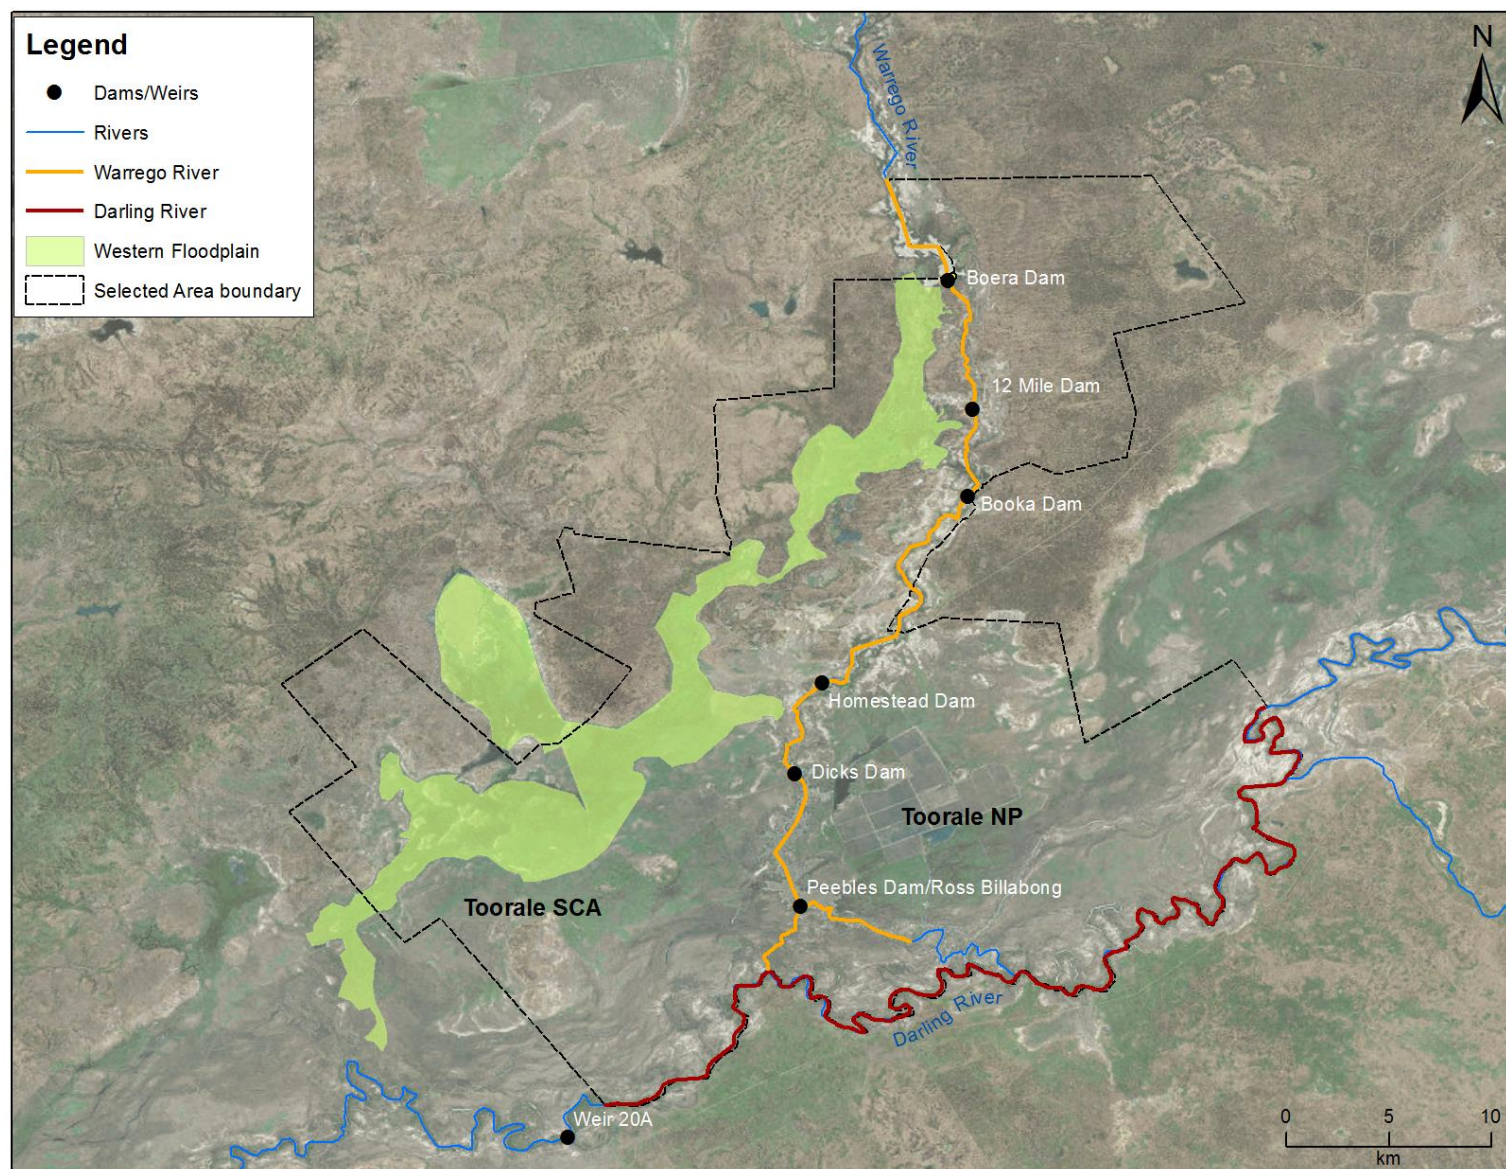 Legend
Dams/Weirs
Rivers
Warrego River
Darling River
Western Floodplain
Selected Area boundary
N
Warrego River
Boera Dam
12 Mile Dam
Booka Dam
Homestead Dam
Dicks Dam
Toorale NP
Peebles Dam/Ross Billabong
Toorale SCA
Darling River
Weir 20A
0 5 10
km